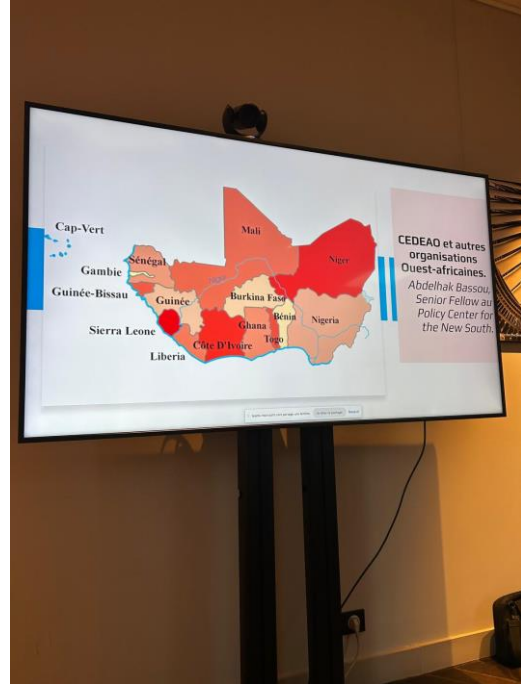 Cap-Vert
Mali
Niger
Sénégal
Gambie
Guinée-Bissau
Guinée
Burkina Faso
Bénin
Nigeria
Sierra Leone
Ghana
Togo
Côte D'Ivoire
Liberia
CEDEAO et autres
organisations
Ouest-africaines.
Abdelhak Bassou,
Senior Fellow au
Policy Center for
the New South.